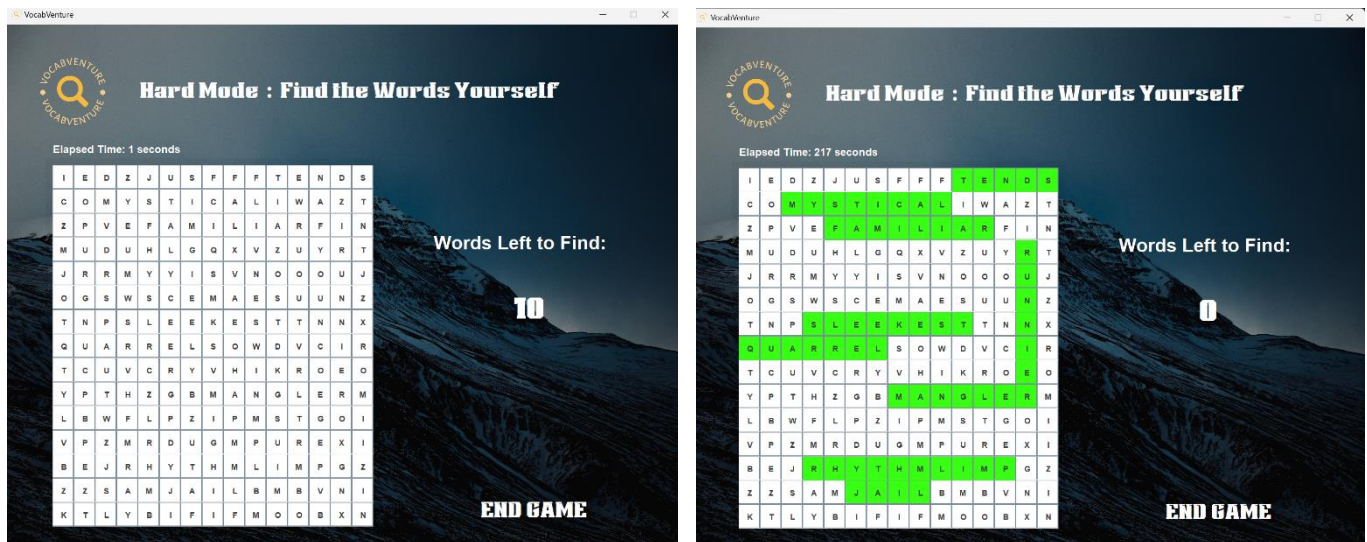 VocabVenture
VOCABVENTURE
VOCABVENTURE
Hard Mode : Find the Words Yourself
Elapsed Time: 1 seconds
I E D Z J U S F F F T E N D S
C O M Y S T I C A L I W A Z T
Z P V E F A M I L I A R F I N
M U D U H L G Q X V Z U Y R T
J R R M Y Y I S V N O O O U J
O G S W S C E M A E S U U N Z
T N P S L E E K E S T T N N X
Q U A R R E L S O W D V C I R
T C U V C R Y V H I K R O E O
Y P T H Z G B M A N G L E R M
L B W F L P Z I P M S T G O I
V P Z M R D U G M P U R E X I
B E J R H Y T H M L I M P G Z
Z Z S A M J A I L B M B V N I
K T L Y B I F I F M O O B X N
Words Left to Find:
10
END GAME
VocabVenture
VOCABVENTURE
VOCABVENTURE
Hard Mode : Find the Words Yourself
Elapsed Time: 217 seconds
I E D Z J U S F F F T E N D S
C O M Y S T I C A L I W A Z T
Z P V E F A M I L I A R F I N
M U D U H L G Q X V Z U Y R T
J R R M Y Y I S V N O O O U J
O G S W S C E M A E S U U N Z
T N P S L E E K E S T T N N X
Q U A R R E L S O W D V C I R
T C U V C R Y V H I K R O E O
Y P T H Z G B M A N G L E R M
L B W F L P Z I P M S T G O I
V P Z M R D U G M P U R E X I
B E J R H Y T H M L I M P G Z
Z Z S A M J A I L B M B V N I
K T L Y B I F I F M O O B X N
Words Left to Find:
0
END GAME